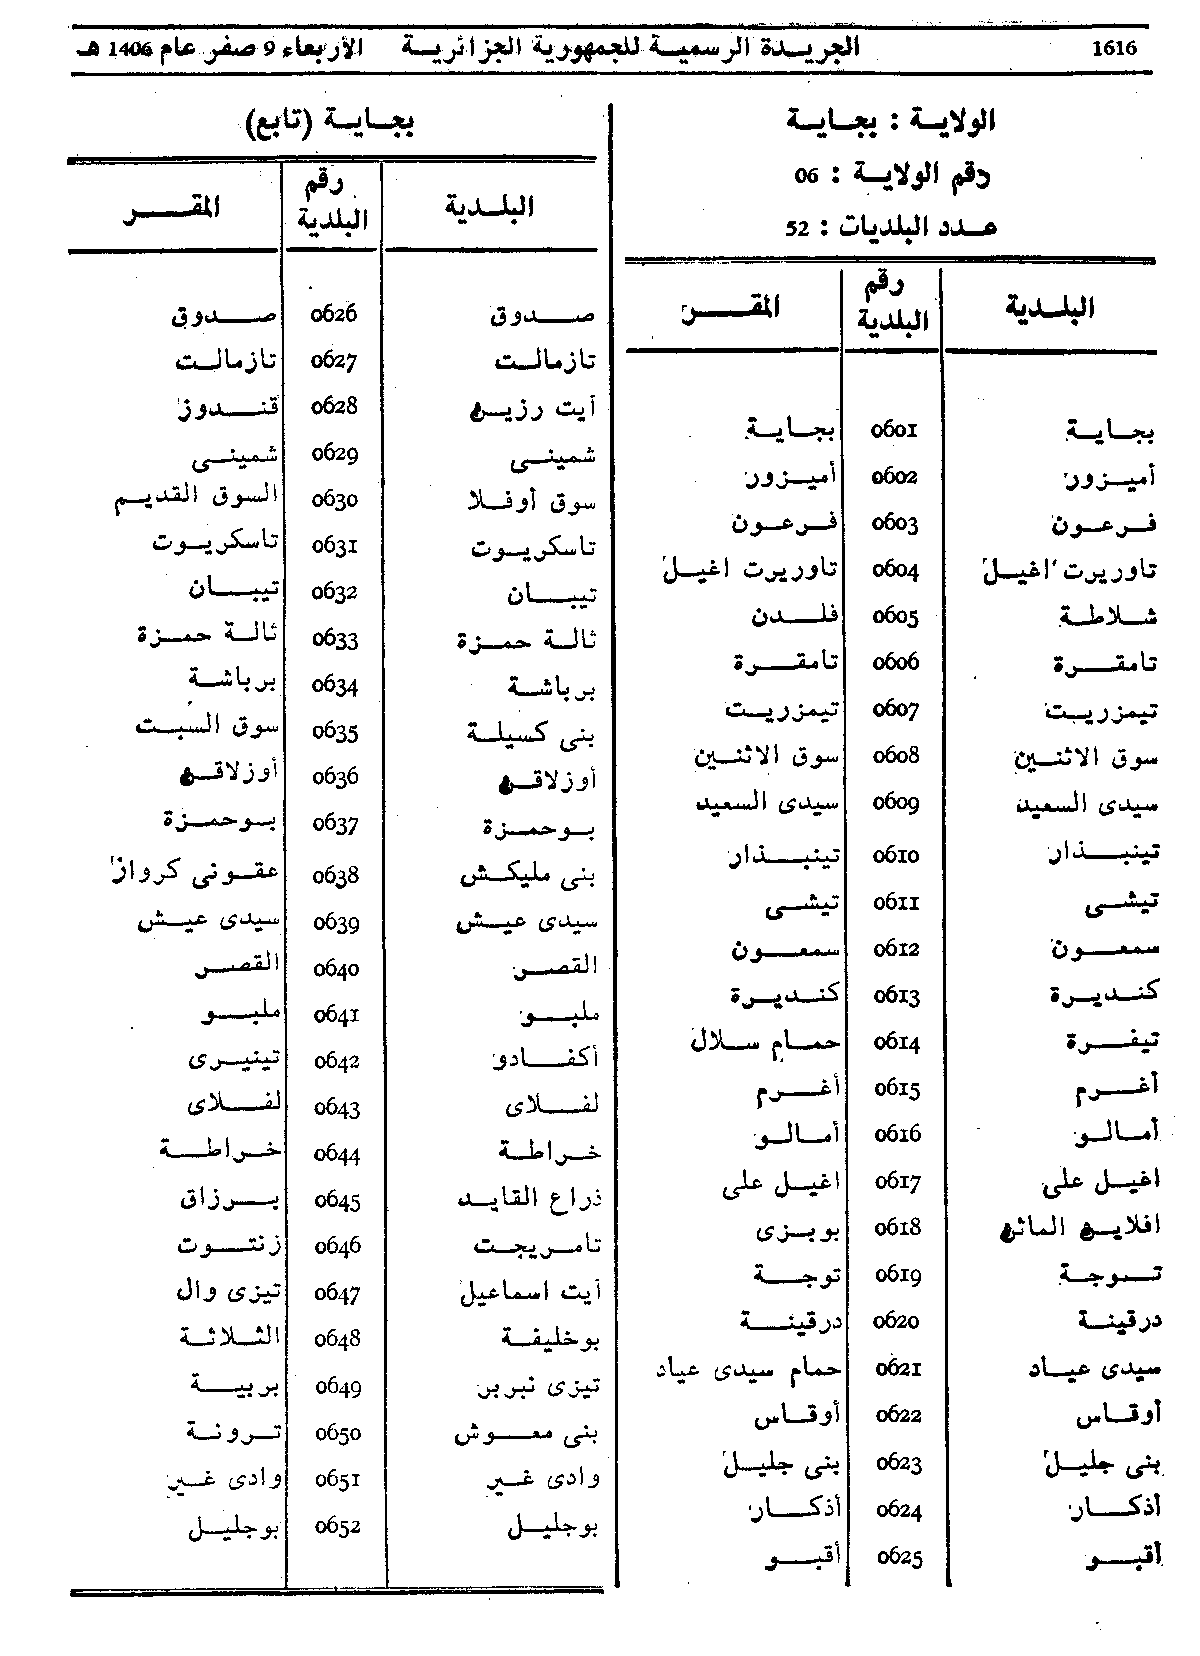 1616 الجريدة الرسمية للجمهورية الجزائرية الأربعاء 9 صفر عام 1406 هـ
الولاية : بجاية
رقم الولاية : 06
عدد البلديات : 52
البلدية رقم البلدية المقر
بجاية 0601 بجاية
أميزور 0602 أميزور
فرعون 0603 فرعون
تاوريرت اغيل 0604 تاوريرت اغيل
شلاطة 0605 فلدن
تامقرة 0606 تامقرة
تيمزريت 0607 تيمزريت
سوق الاثنين 0608 سوق الاثنين
سيدى السعيد 0609 سيدى السعيد
تينبذار 0610 تينبذار
تيشى 0611 تيشى
سمعون 0612 سمعون
كنديرة 0613 كنديرة
تيفرة 0614 حمام سلال
أغرم 0615 أغرم
أمالو 0616 أمالو
اغيل على 0617 اغيل على
افلايغ الماثن 0618 بويزى
توجة 0619 توجة
درقينة 0620 درقينة
سيدى عياد 0621 حمام سيدى عياد
أوقاس 0622 أوقاس
بنى جليل 0623 بنى جليل
أذكار 0624 أذكار
أقبو 0625 أقبو
بجاية (تابع)
البلدية رقم البلدية المقر
صدوق 0626 صدوق
تازمالت 0627 تازمالت
أيت رزيغ 0628 قندوز
شمينى 0629 شمينى
سوق أوفلا 0630 السوق القديم
تاسكريوت 0631 تاسكريوت
تيبان 0632 تيبان
ثالة حمزة 0633 ثالة حمزة
برباشة 0634 برباشة
بنى كسيلة 0635 سوق السبت
أوزلاقغ 0636 أوزلاقغ
بوحمزة 0637 بوحمزة
بنى مليكش 0638 عقونى كروان
سيدى عيش 0639 سيدى عيش
القصر 0640 القصر
ملبو 0641 ملبو
أكفادو 0642 تينيرى
لفلاى 0643 لفلاى
خراطة 0644 خراطة
ذراع القايد 0645 برزاق
تامريجت 0646 زنتوت
أيت اسماعيل 0647 تيزى وال
بوخليفة 0648 الثلاثة
تيزى نبربر 0649 بربية
بنى معوش 0650 ترونة
وادى غير 0651 وادى غير
بوجليل 0652 بوجليل